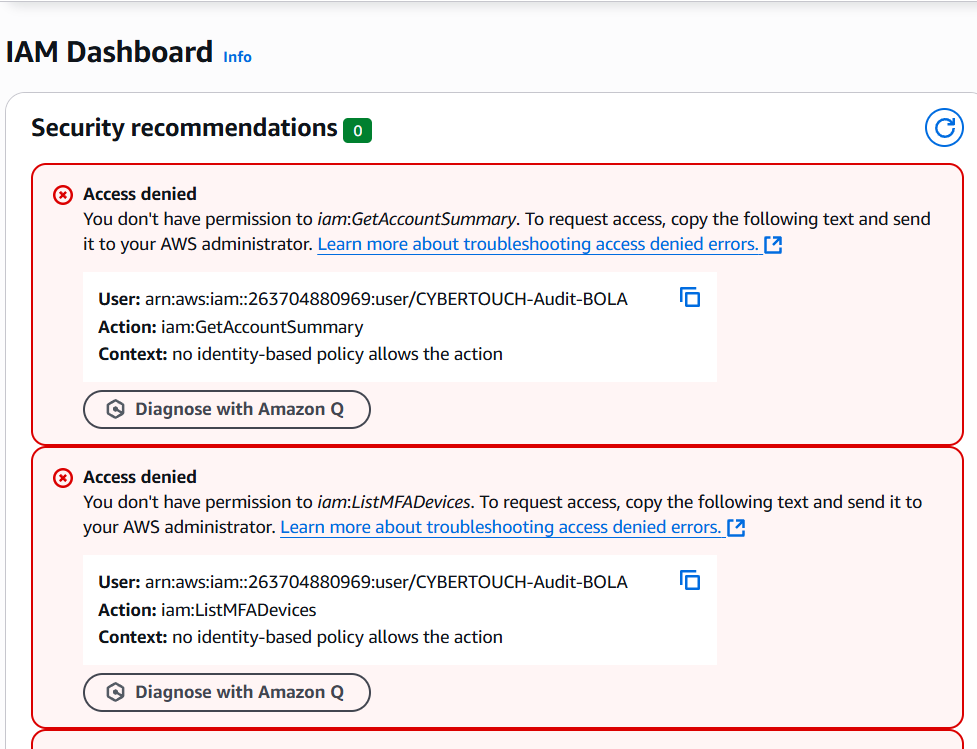 IAM Dashboard Info
Security recommendations 0
Access denied
You don't have permission to iam:GetAccountSummary. To request access, copy the following text and send
it to your AWS administrator. Learn more about troubleshooting access denied errors.
User: arn:aws:iam::263704880969:user/CYBERTOUCH-Audit-BOLA
Action: iam:GetAccountSummary
Context: no identity-based policy allows the action
Diagnose with Amazon Q
Access denied
You don't have permission to iam:ListMFADevices. To request access, copy the following text and send it to
your AWS administrator. Learn more about troubleshooting access denied errors.
User: arn:aws:iam::263704880969:user/CYBERTOUCH-Audit-BOLA
Action: iam:ListMFADevices
Context: no identity-based policy allows the action
Diagnose with Amazon Q